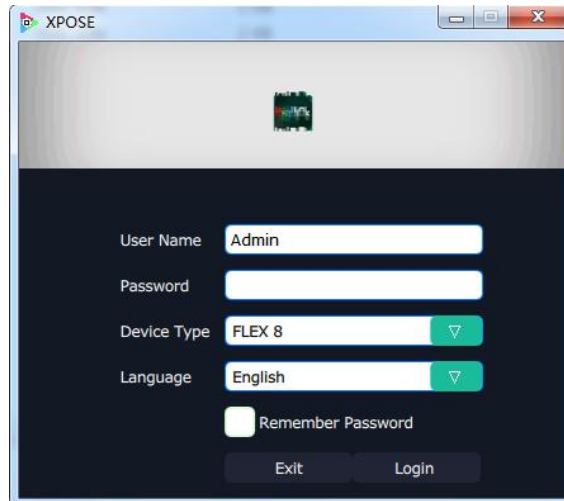 XPOSE
User Name Admin
Password
Device Type FLEX 8
Language English
Remember Password
Exit Login